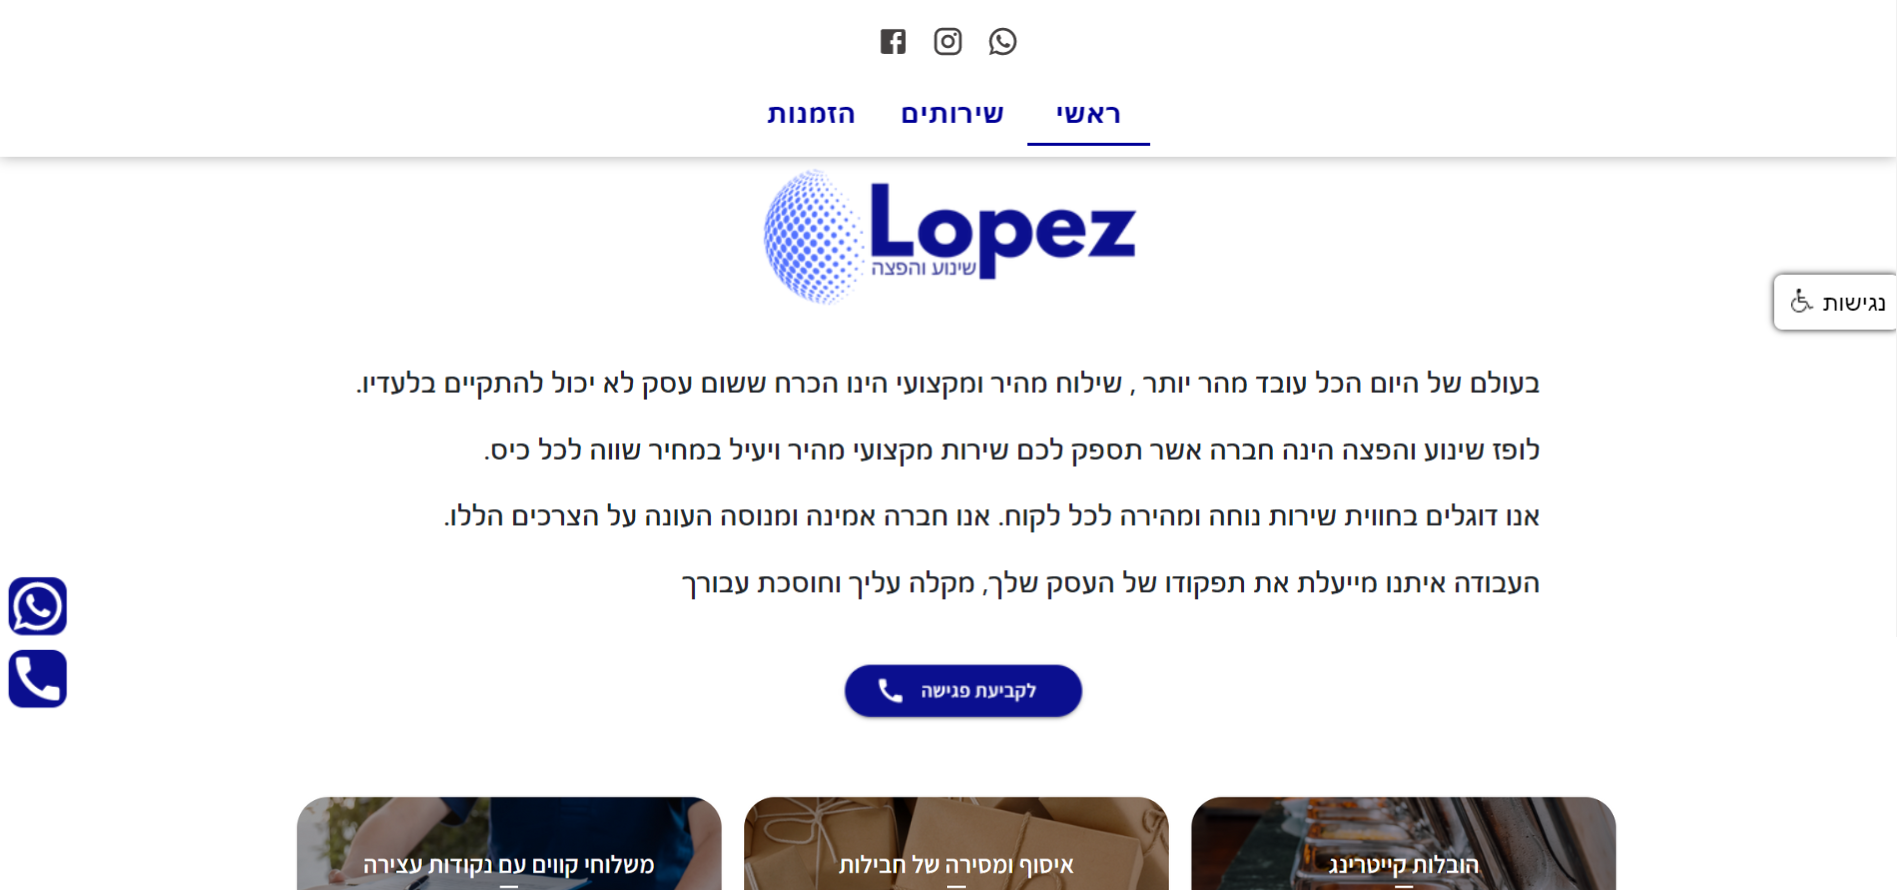 ראשי
שירותים
הזמנות
Lopez
שינוע והפצה
נגישות
בעולם של היום הכל עובד מהר יותר , שילוח מהיר ומקצועי הינו הכרח ששום עסק לא יכול להתקיים בלעדיו.
לופז שינוע והפצה הינה חברה אשר תספק לכם שירות מקצועי מהיר ויעיל במחיר שווה לכל כיס.
אנו דוגלים בחווית שירות נוחה ומהירה לכל לקוח. אנו חברה אמינה ומנוסה העונה על הצרכים הללו.
העבודה איתנו מייעלת את תפקודו של העסק שלך, מקלה עליך וחוסכת עבורך
לקביעת פגישה
הובלות קייטרינג
איסוף ומסירה של חבילות
משלוחי קווים עם נקודות עצירה